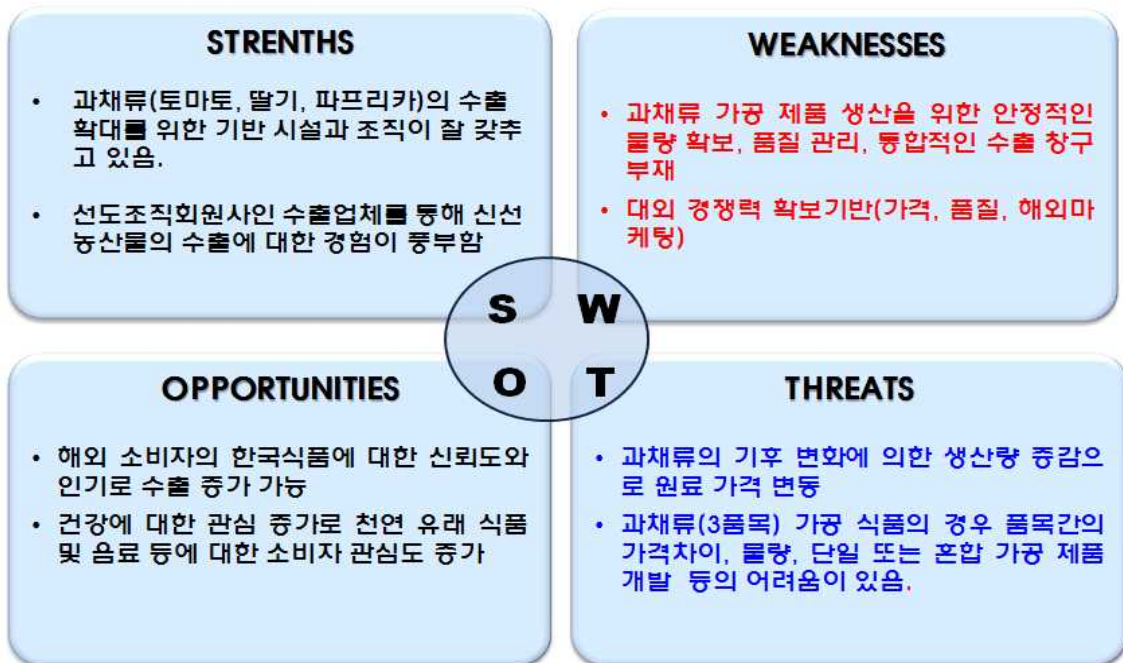 STRENTHS
• 과채류(토마토, 딸기, 파프리카)의 수출
확대를 위한 기반 시설과 조직이 잘 갖추
고 있음.
• 선도조직회원사인 수출업체를 통해 신선
농산물의 수출에 대한 경험이 풍부함
WEAKNESSES
• 과채류 가공 제품 생산을 위한 안정적인
물량 확보, 품질 관리, 통합적인 수출 창구
부재
• 대외 경쟁력 확보기반(가격, 품질, 해외마
케팅)
S W
O T
OPPORTUNITIES
• 해외 소비자의 한국식품에 대한 신뢰도와
인기로 수출 증가 가능
• 건강에 대한 관심 증가로 천연 유래 식품
및 음료 등에 대한 소비자 관심도 증가
THREATS
• 과채류의 기후 변화에 의한 생산량 증감으
로 원료 가격 변동
• 과채류(3품목) 가공 식품의 경우 품목간의
가격차이, 물량, 단일 또는 혼합 가공 제품
개발 등의 어려움이 있음.